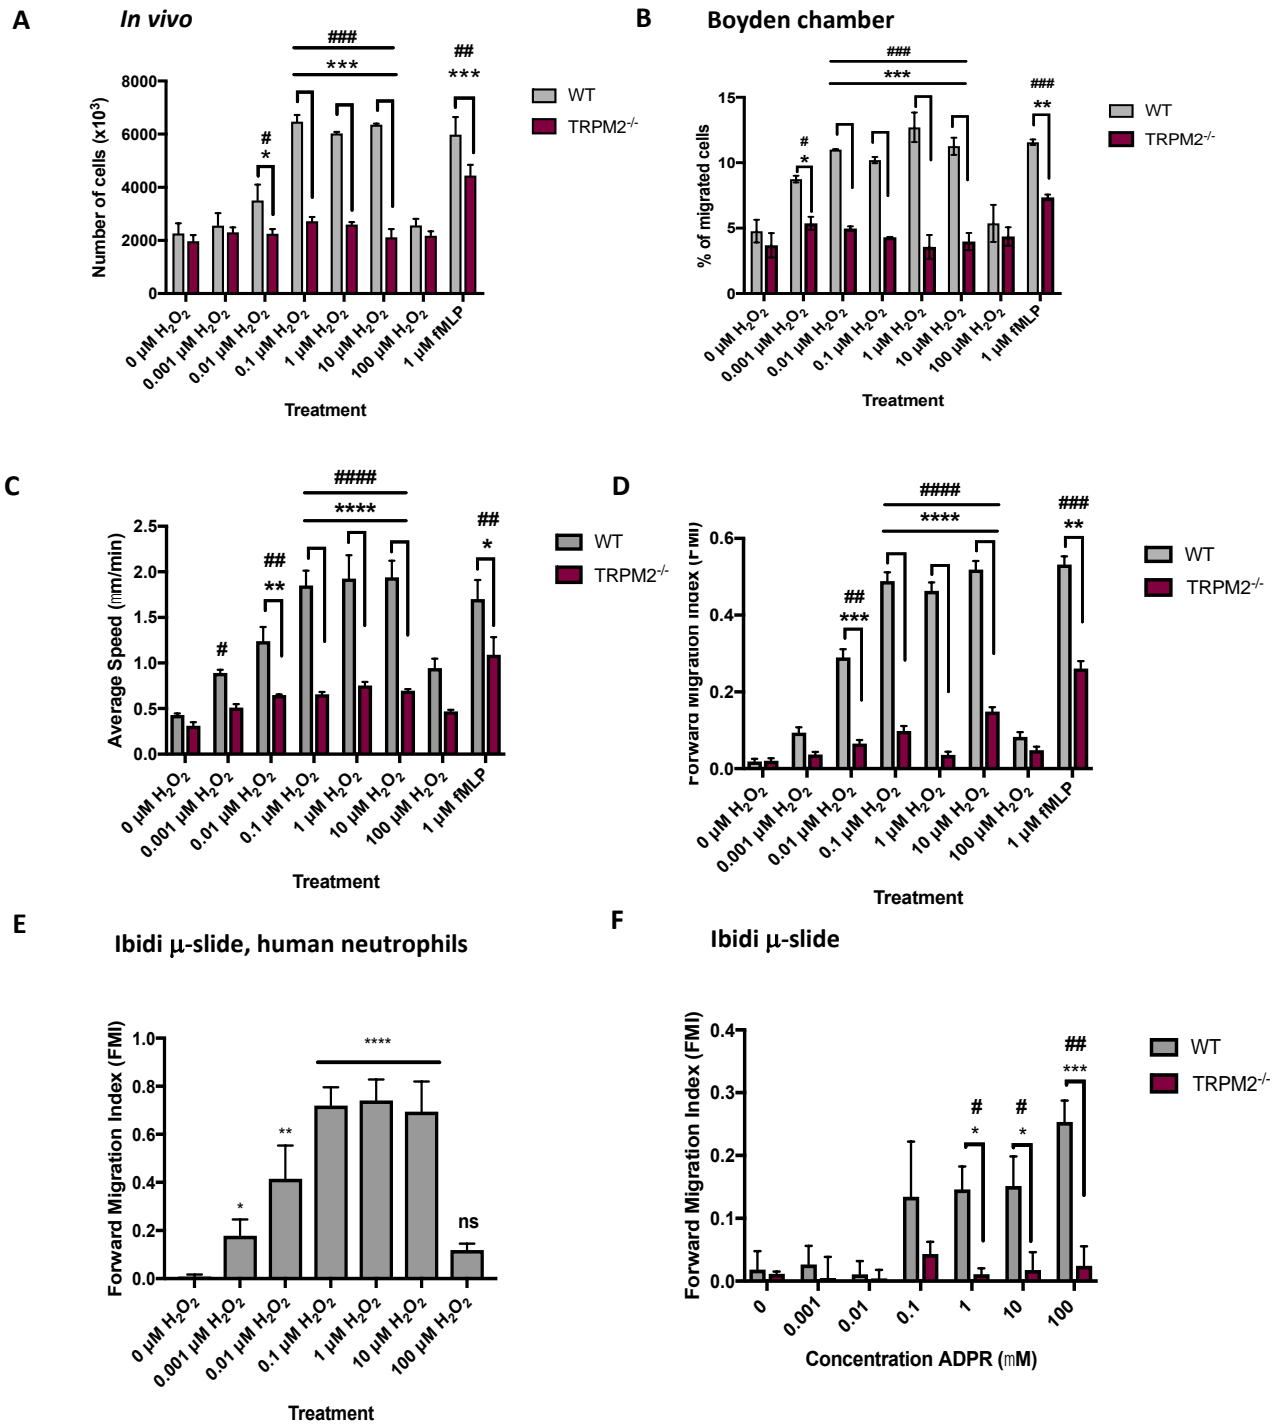 A
In vivo
###
***
##
***
#
*
Number of cells (x10³)
8000
6000
4000
2000
0
WT
TRPM2-/-
0 µM H₂O₂
0.001 µM H₂O₂
0.01 µM H₂O₂
0.1 µM H₂O₂
1 µM H₂O₂
10 µM H₂O₂
100 µM H₂O₂
1 µM fMLP
Treatment
B
Boyden chamber
###
***
###
**
#
*
% of migrated cells
15
10
5
0
WT
TRPM2-/-
0 µM H₂O₂
0.001 µM H₂O₂
0.01 µM H₂O₂
0.1 µM H₂O₂
1 µM H₂O₂
10 µM H₂O₂
100 µM H₂O₂
1 µM fMLP
Treatment
C
####
****
##
*
##
**
#
Average Speed (mm/min)
2.5
2.0
1.5
1.0
0.5
0.0
WT
TRPM2-/-
0 µM H₂O₂
0.001 µM H₂O₂
0.01 µM H₂O₂
0.1 µM H₂O₂
1 µM H₂O₂
10 µM H₂O₂
100 µM H₂O₂
1 µM fMLP
Treatment
D
####
****
###
**
##
***
Forward Migration Index (FMI)
0.6
0.4
0.2
0.0
WT
TRPM2-/-
0 µM H₂O₂
0.001 µM H₂O₂
0.01 µM H₂O₂
0.1 µM H₂O₂
1 µM H₂O₂
10 µM H₂O₂
100 µM H₂O₂
1 µM fMLP
Treatment
E
Ibidi µ-slide, human neutrophils
****
**
*
ns
Forward Migration Index (FMI)
1.0
0.8
0.6
0.4
0.2
0.0
0 µM H₂O₂
0.001 µM H₂O₂
0.01 µM H₂O₂
0.1 µM H₂O₂
1 µM H₂O₂
10 µM H₂O₂
100 µM H₂O₂
Treatment
F
Ibidi µ-slide
##
***
#
*
#
*
Forward Migration Index (FMI)
0.4
0.3
0.2
0.1
0.0
WT
TRPM2-/-
0
0.001
0.01
0.1
1
10
100
Concentration ADPR (mM)